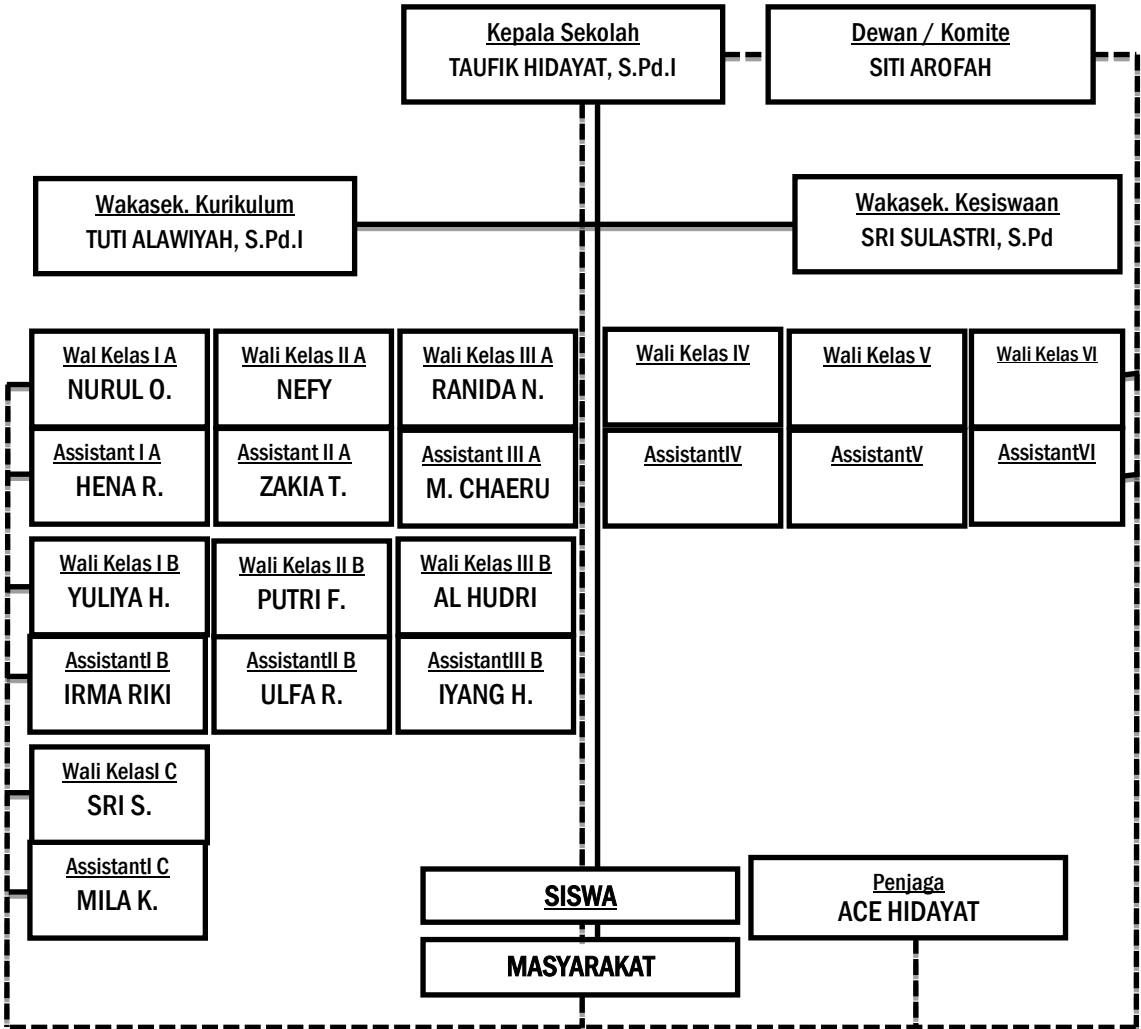 Kepala Sekolah
TAUFIK HIDAYAT, S.Pd.I
Dewan / Komite
SITI AROFAH
Wakasek. Kurikulum
TUTI ALAWIYAH, S.Pd.I
Wakasek. Kesiswaan
SRI SULASTRI, S.Pd
Wal Kelas I A
NURUL O.
Wali Kelas II A
NEFY
Wali Kelas III A
RANIDA N.
Wali Kelas IV
Wali Kelas V
Wali Kelas VI
Assistant I A
HENA R.
Assistant II A
ZAKIA T.
Assistant III A
M. CHAERU
AssistantIV
AssistantV
AssistantVI
Wali Kelas I B
YULIYA H.
Wali Kelas II B
PUTRI F.
Wali Kelas III B
AL HUDRI
AssistantI B
IRMA RIKI
AssistantII B
ULFA R.
AssistantIII B
IYANG H.
Wali KelasI C
SRI S.
AssistantI C
MILA K.
SISWA
MASYARAKAT
Penjaga
ACE HIDAYAT